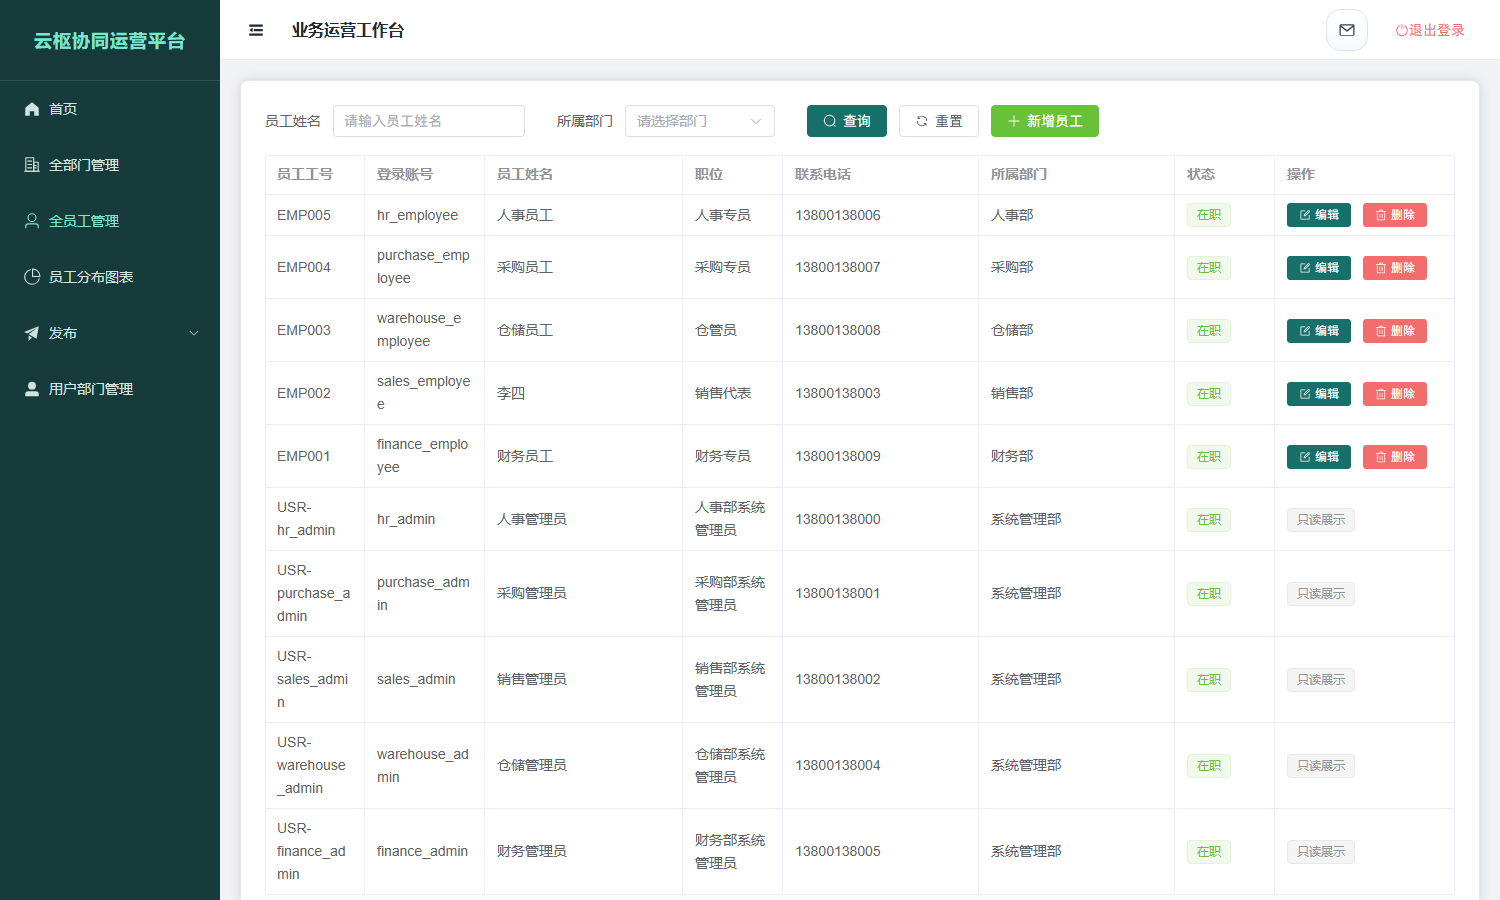 云枢协同运营平台
首页
全部门管理
全员工管理
员工分布图表
发布
用户部门管理
业务运营工作台
退出登录
员工姓名 请输入员工姓名 所属部门 请选择部门 查询 重置 新增员工
员工工号 登录账号 员工姓名 职位 联系电话 所属部门 状态 操作
EMP005 hr_employee 人事员工 人事专员 13800138006 人事部 在职 编辑 删除
EMP004 purchase_emp
loyee 采购员工 采购专员 13800138007 采购部 在职 编辑 删除
EMP003 warehouse_e
mployee 仓储员工 仓管员 13800138008 仓储部 在职 编辑 删除
EMP002 sales_employe
e 李四 销售代表 13800138003 销售部 在职 编辑 删除
EMP001 finance_emplo
yee 财务员工 财务专员 13800138009 财务部 在职 编辑 删除
USR-
hr_admin hr_admin 人事管理员 人事部系统
管理员 13800138000 系统管理部 在职 只读展示
USR-
purchase_a
dmin purchase_adm
in 采购管理员 采购部系统
管理员 13800138001 系统管理部 在职 只读展示
USR-
sales_admi
n sales_admin 销售管理员 销售部系统
管理员 13800138002 系统管理部 在职 只读展示
USR-
warehouse
_admin warehouse_ad
min 仓储管理员 仓储部系统
管理员 13800138004 系统管理部 在职 只读展示
USR-
finance_ad
min finance_admin 财务管理员 财务部系统
管理员 13800138005 系统管理部 在职 只读展示